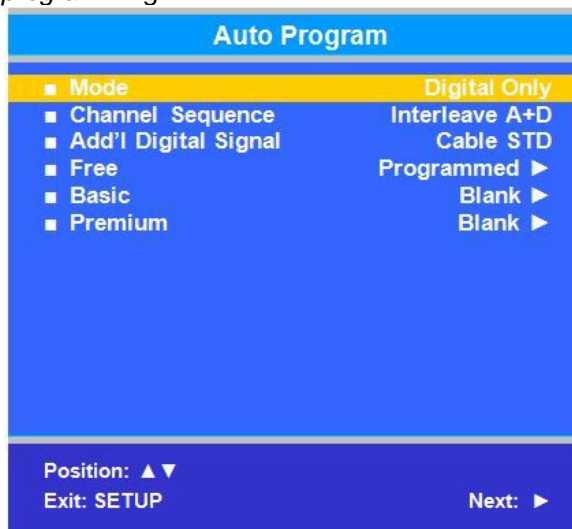 Auto Program
■ Mode Digital Only
■ Channel Sequence Interleave A+D
■ Add'l Digital Signal Cable STD
■ Free Programmed ►
■ Basic Blank ►
■ Premium Blank ►
Position: ▲▼
Exit: SETUP Next: ►